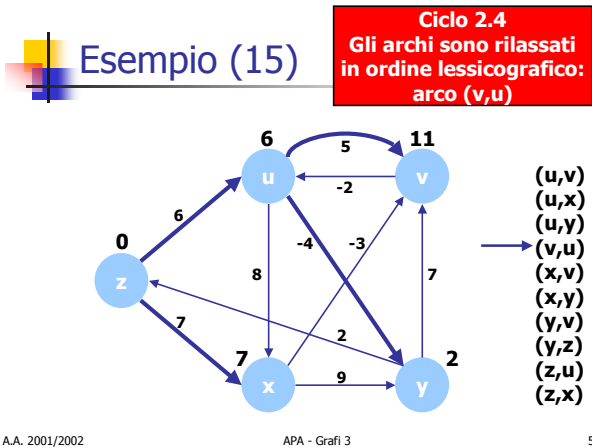 Esempio (15)
Ciclo 2.4
Gli archi sono rilassati
in ordine lessicografico:
arco (v,u)
6
5
11
u
v
-2
6
-4
-3
0
z
8
7
7
2
7
x
9
y
2
(u,v)
(u,x)
(u,y)
(v,u)
(x,v)
(x,y)
(y,v)
(y,z)
(z,u)
(z,x)
A.A. 2001/2002
APA - Grafi 3
5